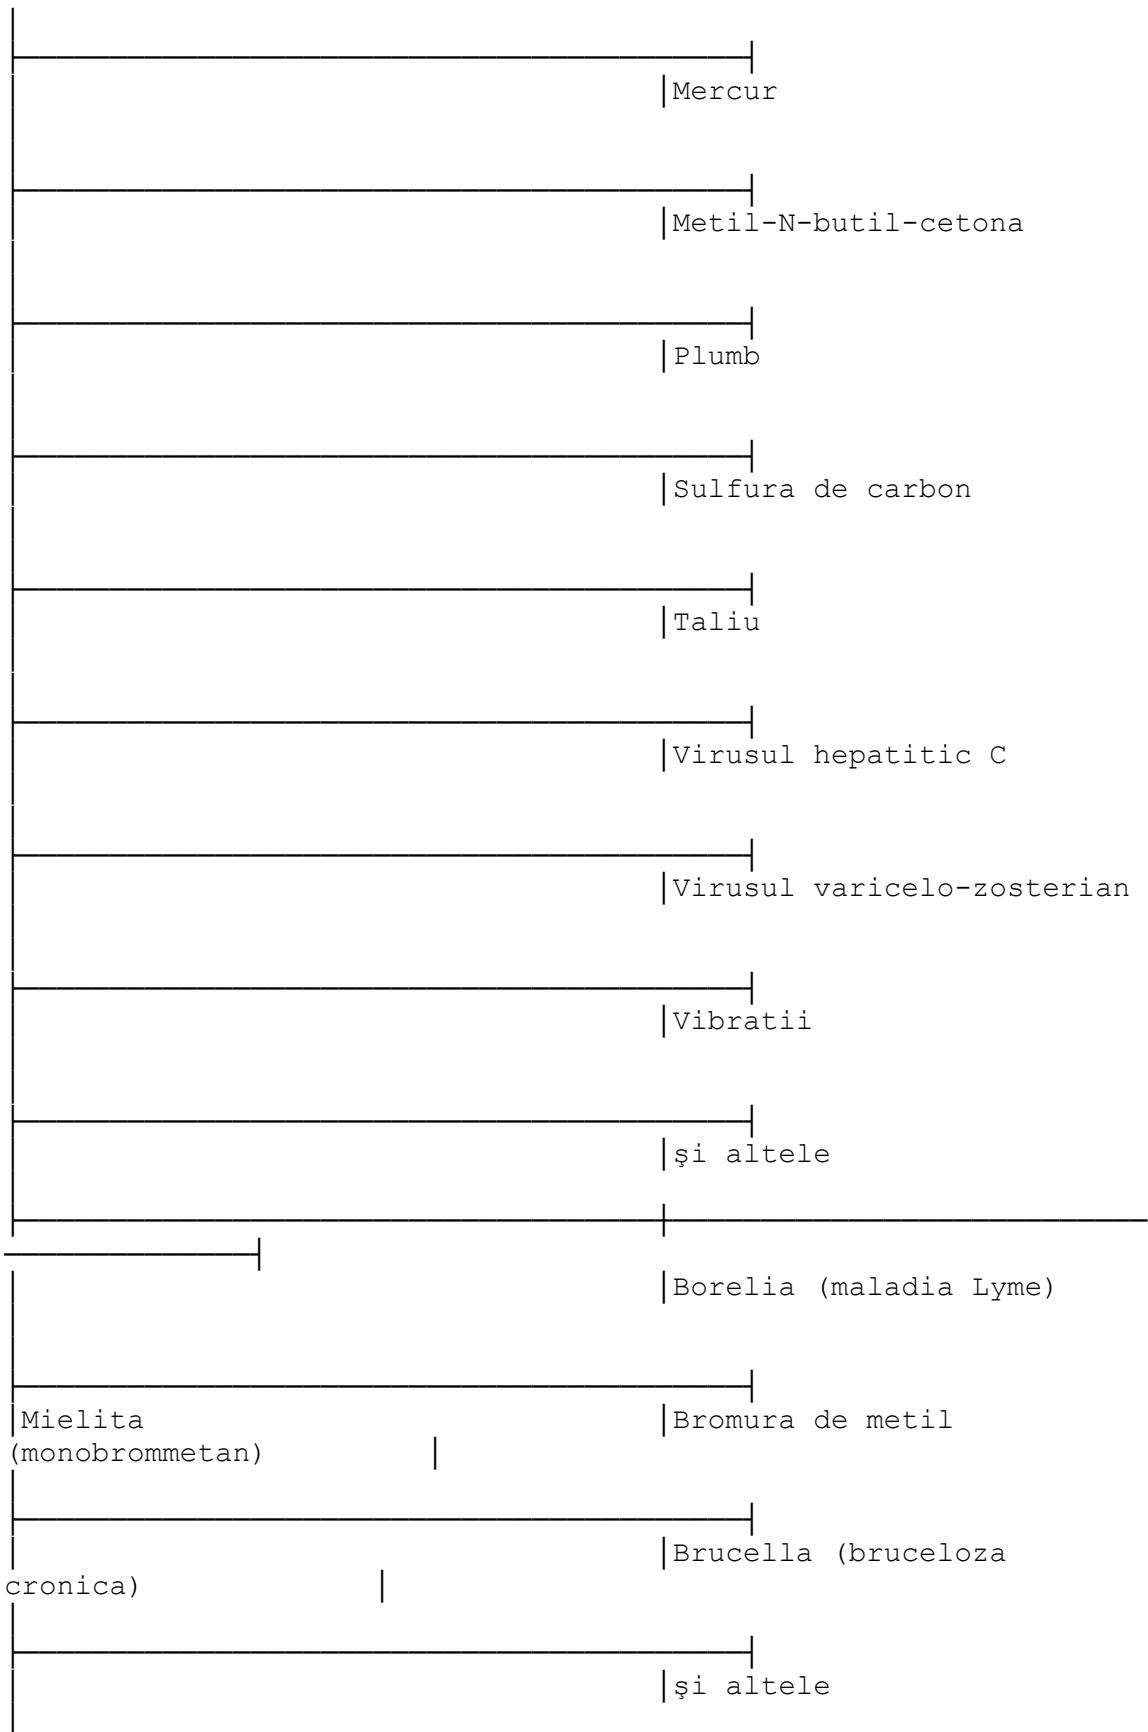 Mercur
Metil-N-butil-cetona
Plumb
Sulfura de carbon
Taliu
Virusul hepatitic C
Virusul varicelo-zosterian
Vibratii
şi altele
Borelia (maladia Lyme)
Mielita Bromura de metil
(monobrommetan)
Brucella (bruceloza
cronica)
şi altele